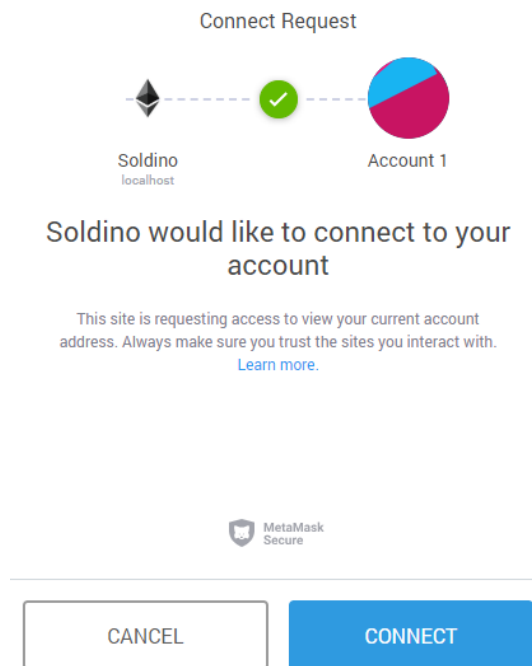 Connect Request
Soldino
localhost
Account 1
Soldino would like to connect to your
account
This site is requesting access to view your current account
address. Always make sure you trust the sites you interact with.
Learn more.
MetaMask
Secure
CANCEL
CONNECT